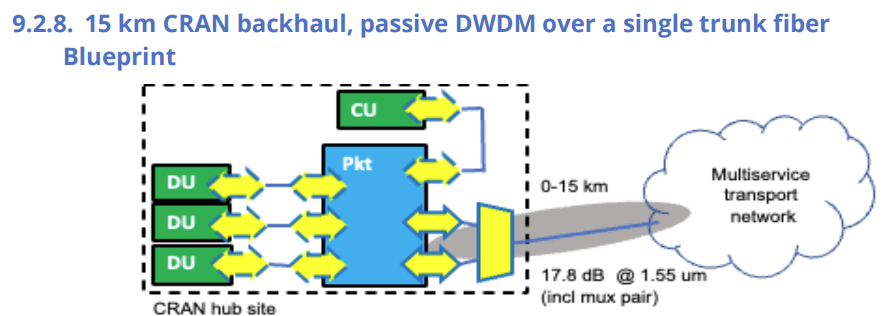 9.2.8. 15 km CRAN backhaul, passive DWDM over a single trunk fiber
Blueprint
CU
Pkt
DU
DU
DU
0-15 km
17.8 dB @ 1.55 um
(incl mux pair)
Multiservice
transport
network
CRAN hub site